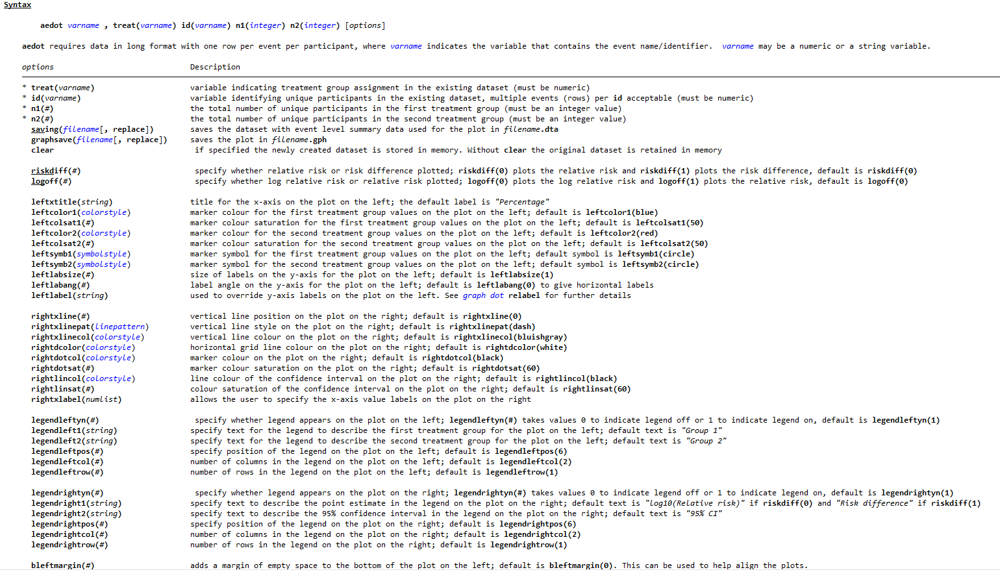 Syntax
aedot varname , treat(varname) id(varname) n1(integer) n2(integer) [options]
aedot requires data in long format with one row per event per participant, where varname indicates the variable that contains the event name/identifier. varname may be a numeric or a string variable.
options Description
* treat(varname) variable indicating treatment group assignment in the existing dataset (must be numeric)
* id(varname) variable identifying unique participants in the existing dataset, multiple events (rows) per id acceptable (must be numeric)
* n1(#) the total number of unique participants in the first treatment group (must be an integer value)
* n2(#) the total number of unique participants in the second treatment group (must be an integer value)
saving(filename[, replace]) saves the dataset with event level summary data used for the plot in filename.dta
graphsave(filename[, replace]) saves the plot in filename.gph
clear if specified the newly created dataset is stored in memory. Without clear the original dataset is retained in memory
riskdiff(#) specify whether relative risk or risk difference plotted; riskdiff(0) plots the relative risk and riskdiff(1) plots the risk difference, default is riskdiff(0)
logoff(#) specify whether log relative risk or relative risk plotted; logoff(0) plots the log relative risk and logoff(1) plots the relative risk, default is logoff(0)
leftxtitle(string) title for the x-axis on the plot on the left; the default label is "Percentage"
leftcolor1(colorstyle) marker colour for the first treatment group values on the plot on the left; default is leftcolor1(blue)
leftcolsat1(#) marker colour saturation for the first treatment group values on the plot on the left; default is leftcolsat1(50)
leftcolor2(colorstyle) marker colour for the second treatment group values on the plot on the left; default is leftcolor2(red)
leftcolsat2(#) marker colour saturation for the second treatment group values on the plot on the left; default is leftcolsat2(50)
leftsymb1(symbolstyle) marker symbol for the first treatment group values on the plot on the left; default symbol is leftsymb1(circle)
leftsymb2(symbolstyle) marker symbol for the second treatment group values on the plot on the left; default symbol is leftsymb2(circle)
leftlabsize(#) size of labels on the y-axis for the plot on the left; default is leftlabsize(1)
leftlabang(#) label angle on the y-axis for the plot on the left; default is leftlabang(0) to give horizontal labels
leftlabel(string) used to override y-axis labels on the plot on the left. See graph dot relabel for further details
rightxline(#) vertical line position on the plot on the right; default is rightxline(0)
rightxlinepat(linepattern) vertical line style on the plot on the right; default is rightxlinepat(dash)
rightxlinecol(colorstyle) vertical line colour on the plot on the right; default is rightxlinecol(bluishgray)
rightdcolor(colorstyle) horizontal grid line colour on the plot on the right; default is rightdcolor(white)
rightdotcol(colorstyle) marker colour on the plot on the right; default is rightdotcol(black)
rightdotsat(#) marker colour saturation on the plot on the right; default is rightdotsat(60)
rightlincol(colorstyle) line colour of the confidence interval on the plot on the right; default is rightlincol(black)
rightlinsat(#) colour saturation of the confidence interval on the plot on the right; default is rightlinsat(60)
rightxlabel(numlist) allows the user to specify the x-axis value labels on the plot on the right
legendleftyn(#) specify whether legend appears on the plot on the left; legendleftyn(#) takes values 0 to indicate legend off or 1 to indicate legend on, default is legendleftyn(1)
legendleft1(string) specify text for the legend to describe the first treatment group for the plot on the left; default text is "Group 1"
legendleft2(string) specify text for the legend to describe the second treatment group for the plot on the left; default text is "Group 2"
legendleftpos(#) specify position of the legend on the plot on the left; default is legendleftpos(6)
legendleftcol(#) number of columns in the legend on the plot on the left; default is legendleftcol(2)
legendleftrow(#) number of rows in the legend on the plot on the left; default is legendleftrow(1)
legendrightyn(#) specify whether legend appears on the plot on the right; legendrightyn(#) takes values 0 to indicate legend off or 1 to indicate legend on, default is legendrightyn(1)
legendright1(string) specify text to describe the point estimate in the legend on the plot on the right; default text is "log10(Relative risk)" if riskdiff(0) and "Risk difference" if riskdiff(1)
legendright2(string) specify text to describe the 95% confidence interval in the legend on the plot on the right; default text is "95% CI"
legendrightpos(#) specify position of the legend on the plot on the right; default is legendrightpos(6)
legendrightcol(#) number of columns in the legend on the plot on the right; default is legendrightcol(2)
legendrightrow(#) number of rows in the legend on the plot on the right; default is legendrightrow(1)
bleftmargin(#) adds a margin of empty space to the bottom of the plot on the left; default is bleftmargin(0). This can be used to help align the plots.